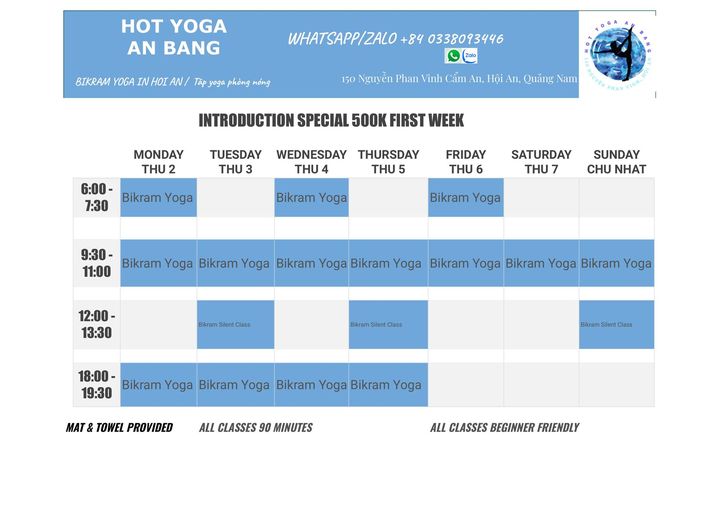 HOT YOGA
AN BANG
WHATSAPP/ZALO +84 0338093446
Zalo
BIKRAM YOGA IN HOI AN / Tập yoga phòng nóng
150 Nguyễn Phan Vinh Cẩm An, Hội An, Quảng Nam
HOT YOGA AN BANG
INTRODUCTION SPECIAL 500K FIRST WEEK
MONDAY TUESDAY WEDNESDAY THURSDAY FRIDAY SATURDAY SUNDAY
THU 2 THU 3 THU 4 THU 5 THU 6 THU 7 CHU NHAT
6:00 -
7:30
Bikram Yoga Bikram Yoga Bikram Yoga
9:30 -
11:00
Bikram Yoga Bikram Yoga Bikram Yoga Bikram Yoga Bikram Yoga Bikram Yoga Bikram Yoga
12:00 -
13:30
Bikram Silent Class Bikram Silent Class Bikram Silent Class
18:00 -
19:30
Bikram Yoga Bikram Yoga Bikram Yoga Bikram Yoga
MAT & TOWEL PROVIDED ALL CLASSES 90 MINUTES ALL CLASSES BEGINNER FRIENDLY